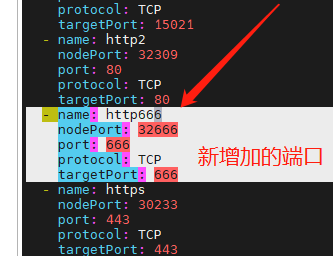 protocol: TCP
targetPort: 15021
- name: http2
nodePort: 32309
port: 80
protocol: TCP
targetPort: 80
- name: http666
nodePort: 32666
port: 666
protocol: TCP
targetPort: 666
新增加的端口
- name: https
nodePort: 30233
port: 443
protocol: TCP
targetPort: 443